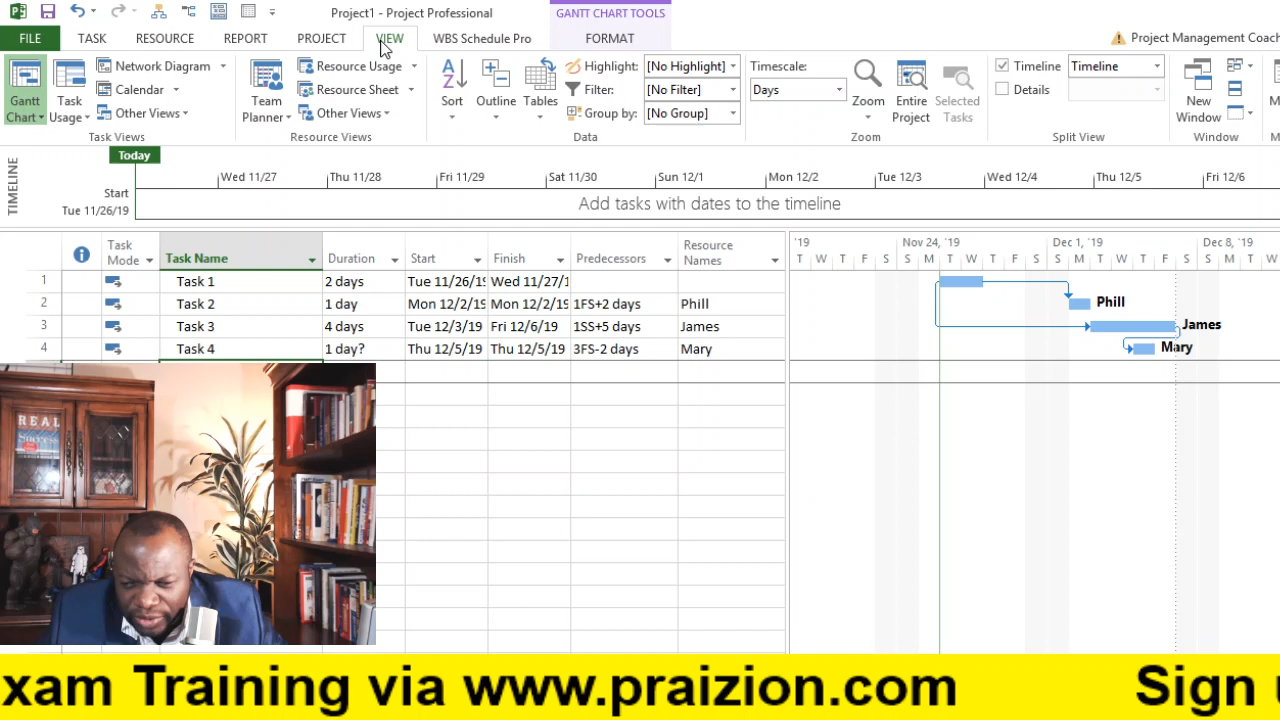 Project1 - Project Professional
GANTT CHART TOOLS
FILE TASK RESOURCE REPORT PROJECT VIEW WBS Schedule Pro FORMAT Project Management Coach
Gantt Chart
Task Usage
Network Diagram
Calendar
Other Views
Task Views
Team Planner
Resource Usage
Resource Sheet
Other Views
Resource Views
Sort
Outline
Tables
Highlight: [No Highlight]
Filter: [No Filter]
Group by: [No Group]
Data
Timescale:
Days
Zoom
Entire Project
Selected Tasks
Zoom
Timeline Timeline
Details
Split View
New Window
Window
TIMELINE
Today
Wed 11/27 Thu 11/28 Fri 11/29 Sat 11/30 Sun 12/1 Mon 12/2 Tue 12/3 Wed 12/4 Thu 12/5 Fri 12/6
Start
Tue 11/26/19
Add tasks with dates to the timeline
Task Mode Task Name Duration Start Finish Predecessors Resource Names
'19 Nov 24, '19 Dec 1, '19 Dec 8, '19
T W T F S S M T W T F S S M T W T F S S M T W
1 Task 1 2 days Tue 11/26/19 Wed 11/27/1
2 Task 2 1 day Mon 12/2/19 Mon 12/2/19 1FS+2 days Phill Phill
3 Task 3 4 days Tue 12/3/19 Fri 12/6/19 1SS+5 days James James
4 Task 4 1 day? Thu 12/5/19 Thu 12/5/19 3FS-2 days Mary Mary
REAL
Success
xam Training via www.praizion.com Sign